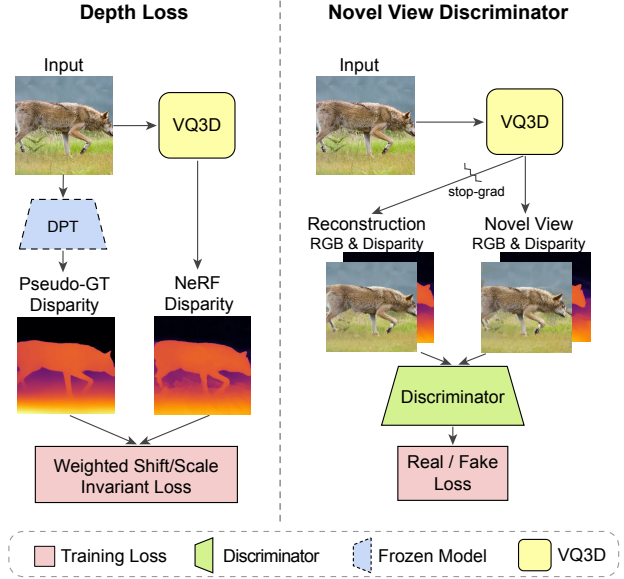 Depth Loss
Input
VQ3D
DPT
Pseudo-GT
Disparity
NeRF
Disparity
Weighted Shift/Scale
Invariant Loss
Novel View Discriminator
Input
VQ3D
stop-grad
Reconstruction
RGB & Disparity
Novel View
RGB & Disparity
Discriminator
Real / Fake
Loss
Training Loss
Discriminator
Frozen Model
VQ3D